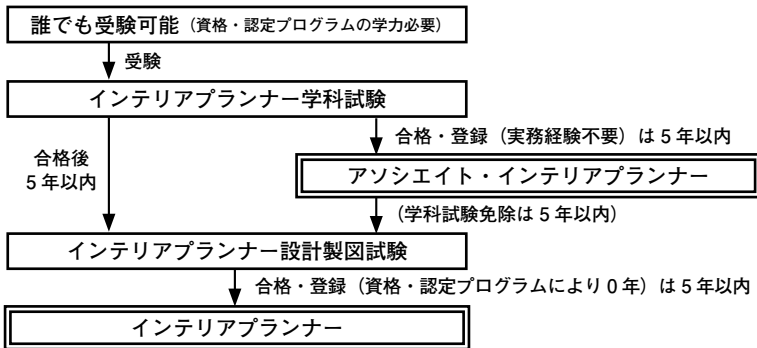 誰でも受験可能（資格・認定プログラムの学力必要）
受験
インテリアプランナー学科試験
合格・登録（実務経験不要）は５年以内
合格後
５年以内
アソシエイト・インテリアプランナー
（学科試験免除は５年以内）
インテリアプランナー設計製図試験
合格・登録（資格・認定プログラムにより０年）は５年以内
インテリアプランナー